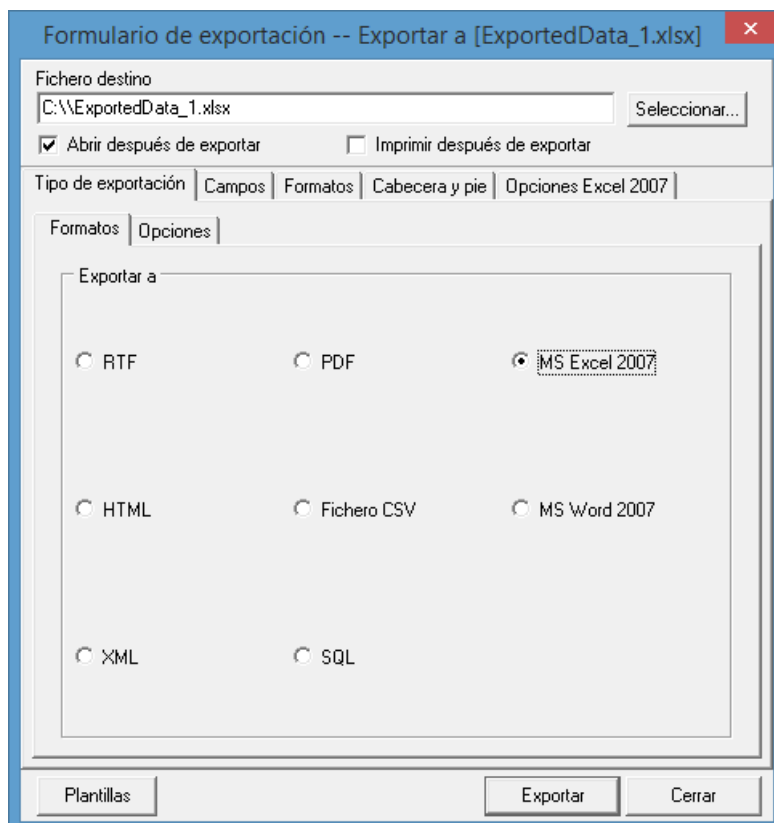 Formulario de exportación -- Exportar a [ExportedData_1.xlsx]
Fichero destino
C:\\ExportedData_1.xlsx
Seleccionar...
Abrir después de exportar
Imprimir después de exportar
Tipo de exportación
Campos
Formatos
Cabecera y pie
Opciones Excel 2007
Formatos
Opciones
Exportar a
RTF
PDF
MS Excel 2007
HTML
Fichero CSV
MS Word 2007
XML
SQL
Plantillas
Exportar
Cerrar